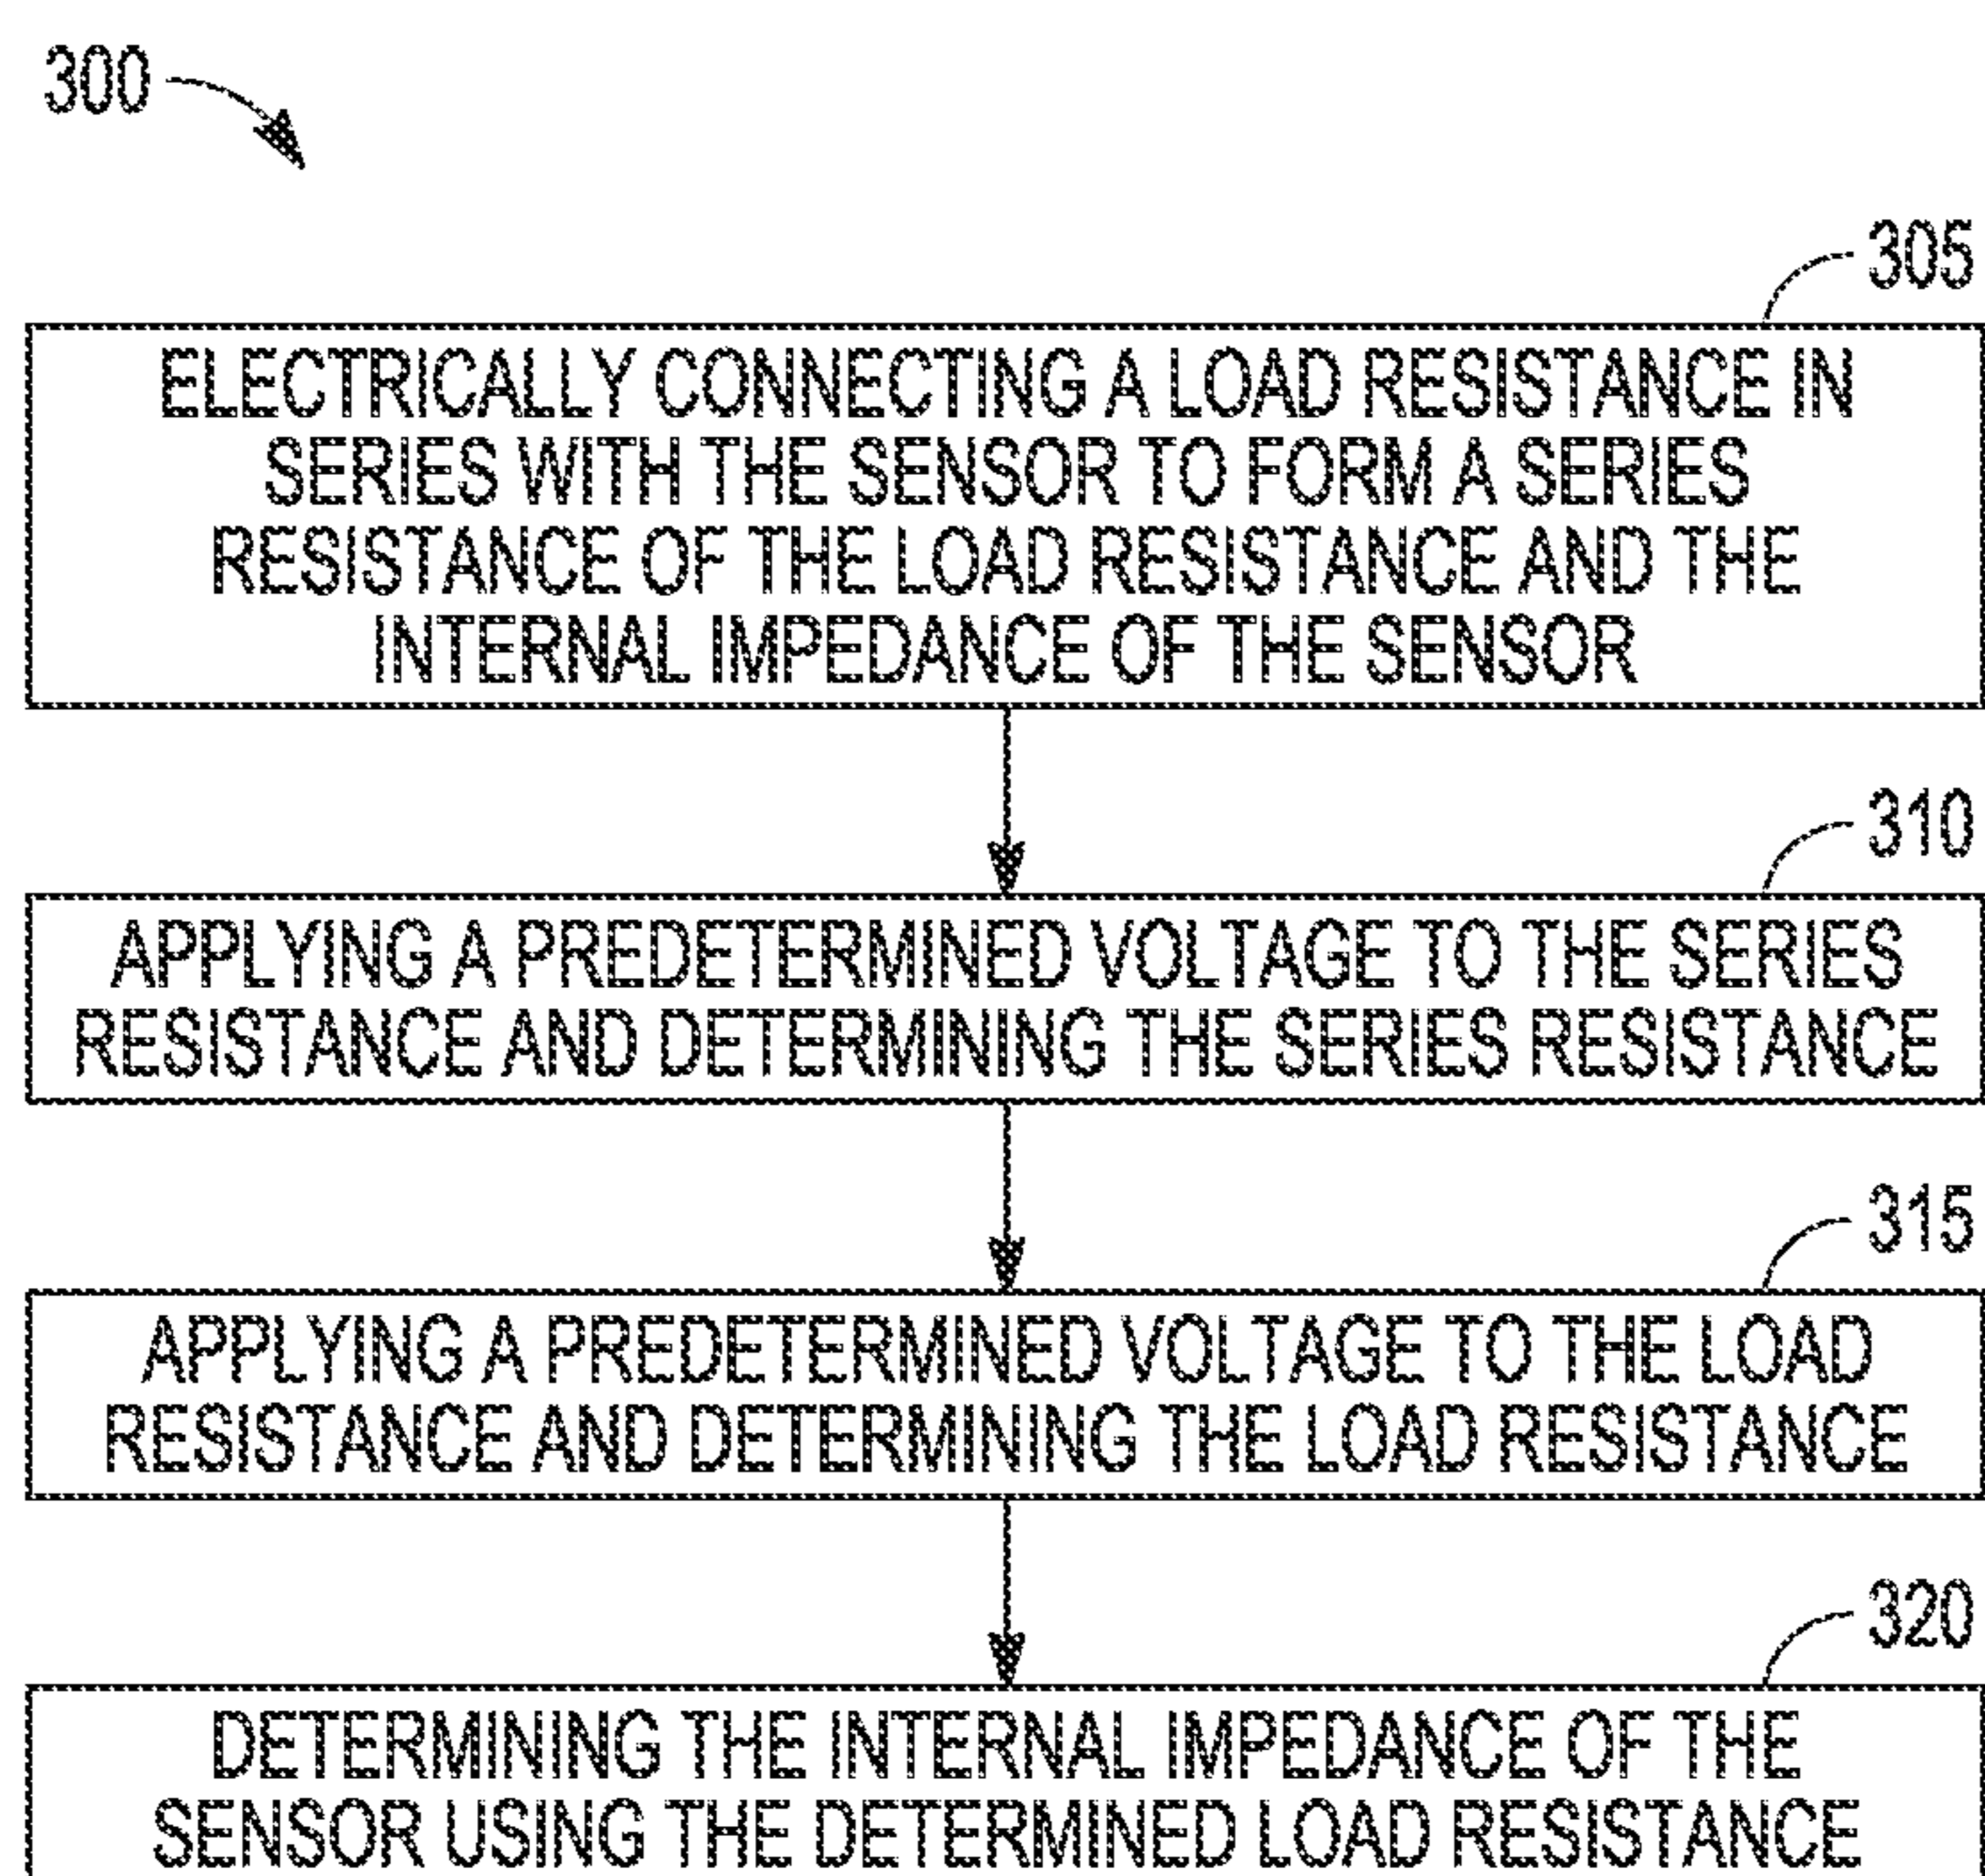 300
305
ELECTRICALLY CONNECTING A LOAD RESISTANCE IN
SERIES WITH THE SENSOR TO FORM A SERIES
RESISTANCE OF THE LOAD RESISTANCE AND THE
INTERNAL IMPEDANCE OF THE SENSOR
310
APPLYING A PREDETERMINED VOLTAGE TO THE SERIES
RESISTANCE AND DETERMINING THE SERIES RESISTANCE
315
APPLYING A PREDETERMINED VOLTAGE TO THE LOAD
RESISTANCE AND DETERMINING THE LOAD RESISTANCE
320
DETERMINING THE INTERNAL IMPEDANCE OF THE
SENSOR USING THE DETERMINED LOAD RESISTANCE